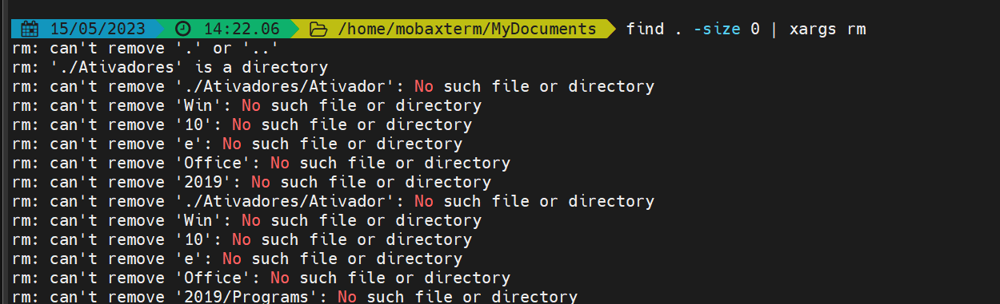 15/05/2023 14:22.06 /home/mobaxterm/MyDocuments find . -size 0 | xargs rm
rm: can't remove '.' or '..'
rm: './Ativadores' is a directory
rm: can't remove './Ativadores/Ativador': No such file or directory
rm: can't remove 'Win': No such file or directory
rm: can't remove '10': No such file or directory
rm: can't remove 'e': No such file or directory
rm: can't remove 'Office': No such file or directory
rm: can't remove '2019': No such file or directory
rm: can't remove './Ativadores/Ativador': No such file or directory
rm: can't remove 'Win': No such file or directory
rm: can't remove '10': No such file or directory
rm: can't remove 'e': No such file or directory
rm: can't remove 'Office': No such file or directory
rm: can't remove '2019/Programs': No such file or directory